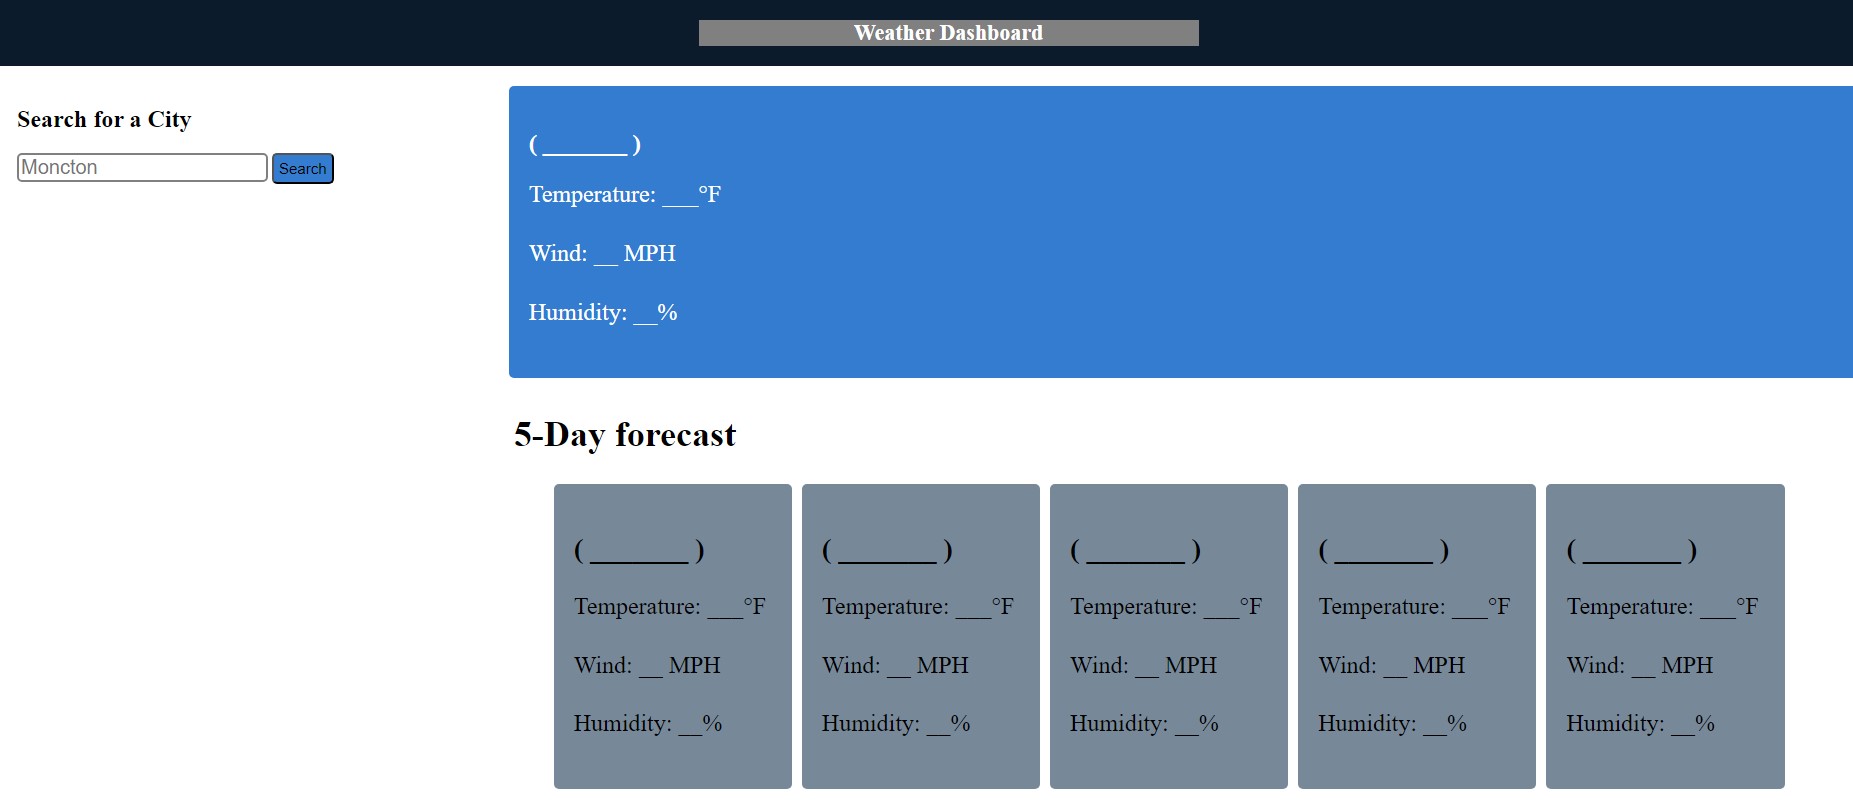 Weather Dashboard
Search for a City
Moncton
Search
( _______ )
Temperature: ___°F
Wind: __ MPH
Humidity: __%
5-Day forecast
( _______ )
Temperature: ___°F
Wind: __ MPH
Humidity: __%
( _______ )
Temperature: ___°F
Wind: __ MPH
Humidity: __%
( _______ )
Temperature: ___°F
Wind: __ MPH
Humidity: __%
( _______ )
Temperature: ___°F
Wind: __ MPH
Humidity: __%
( _______ )
Temperature: ___°F
Wind: __ MPH
Humidity: __%